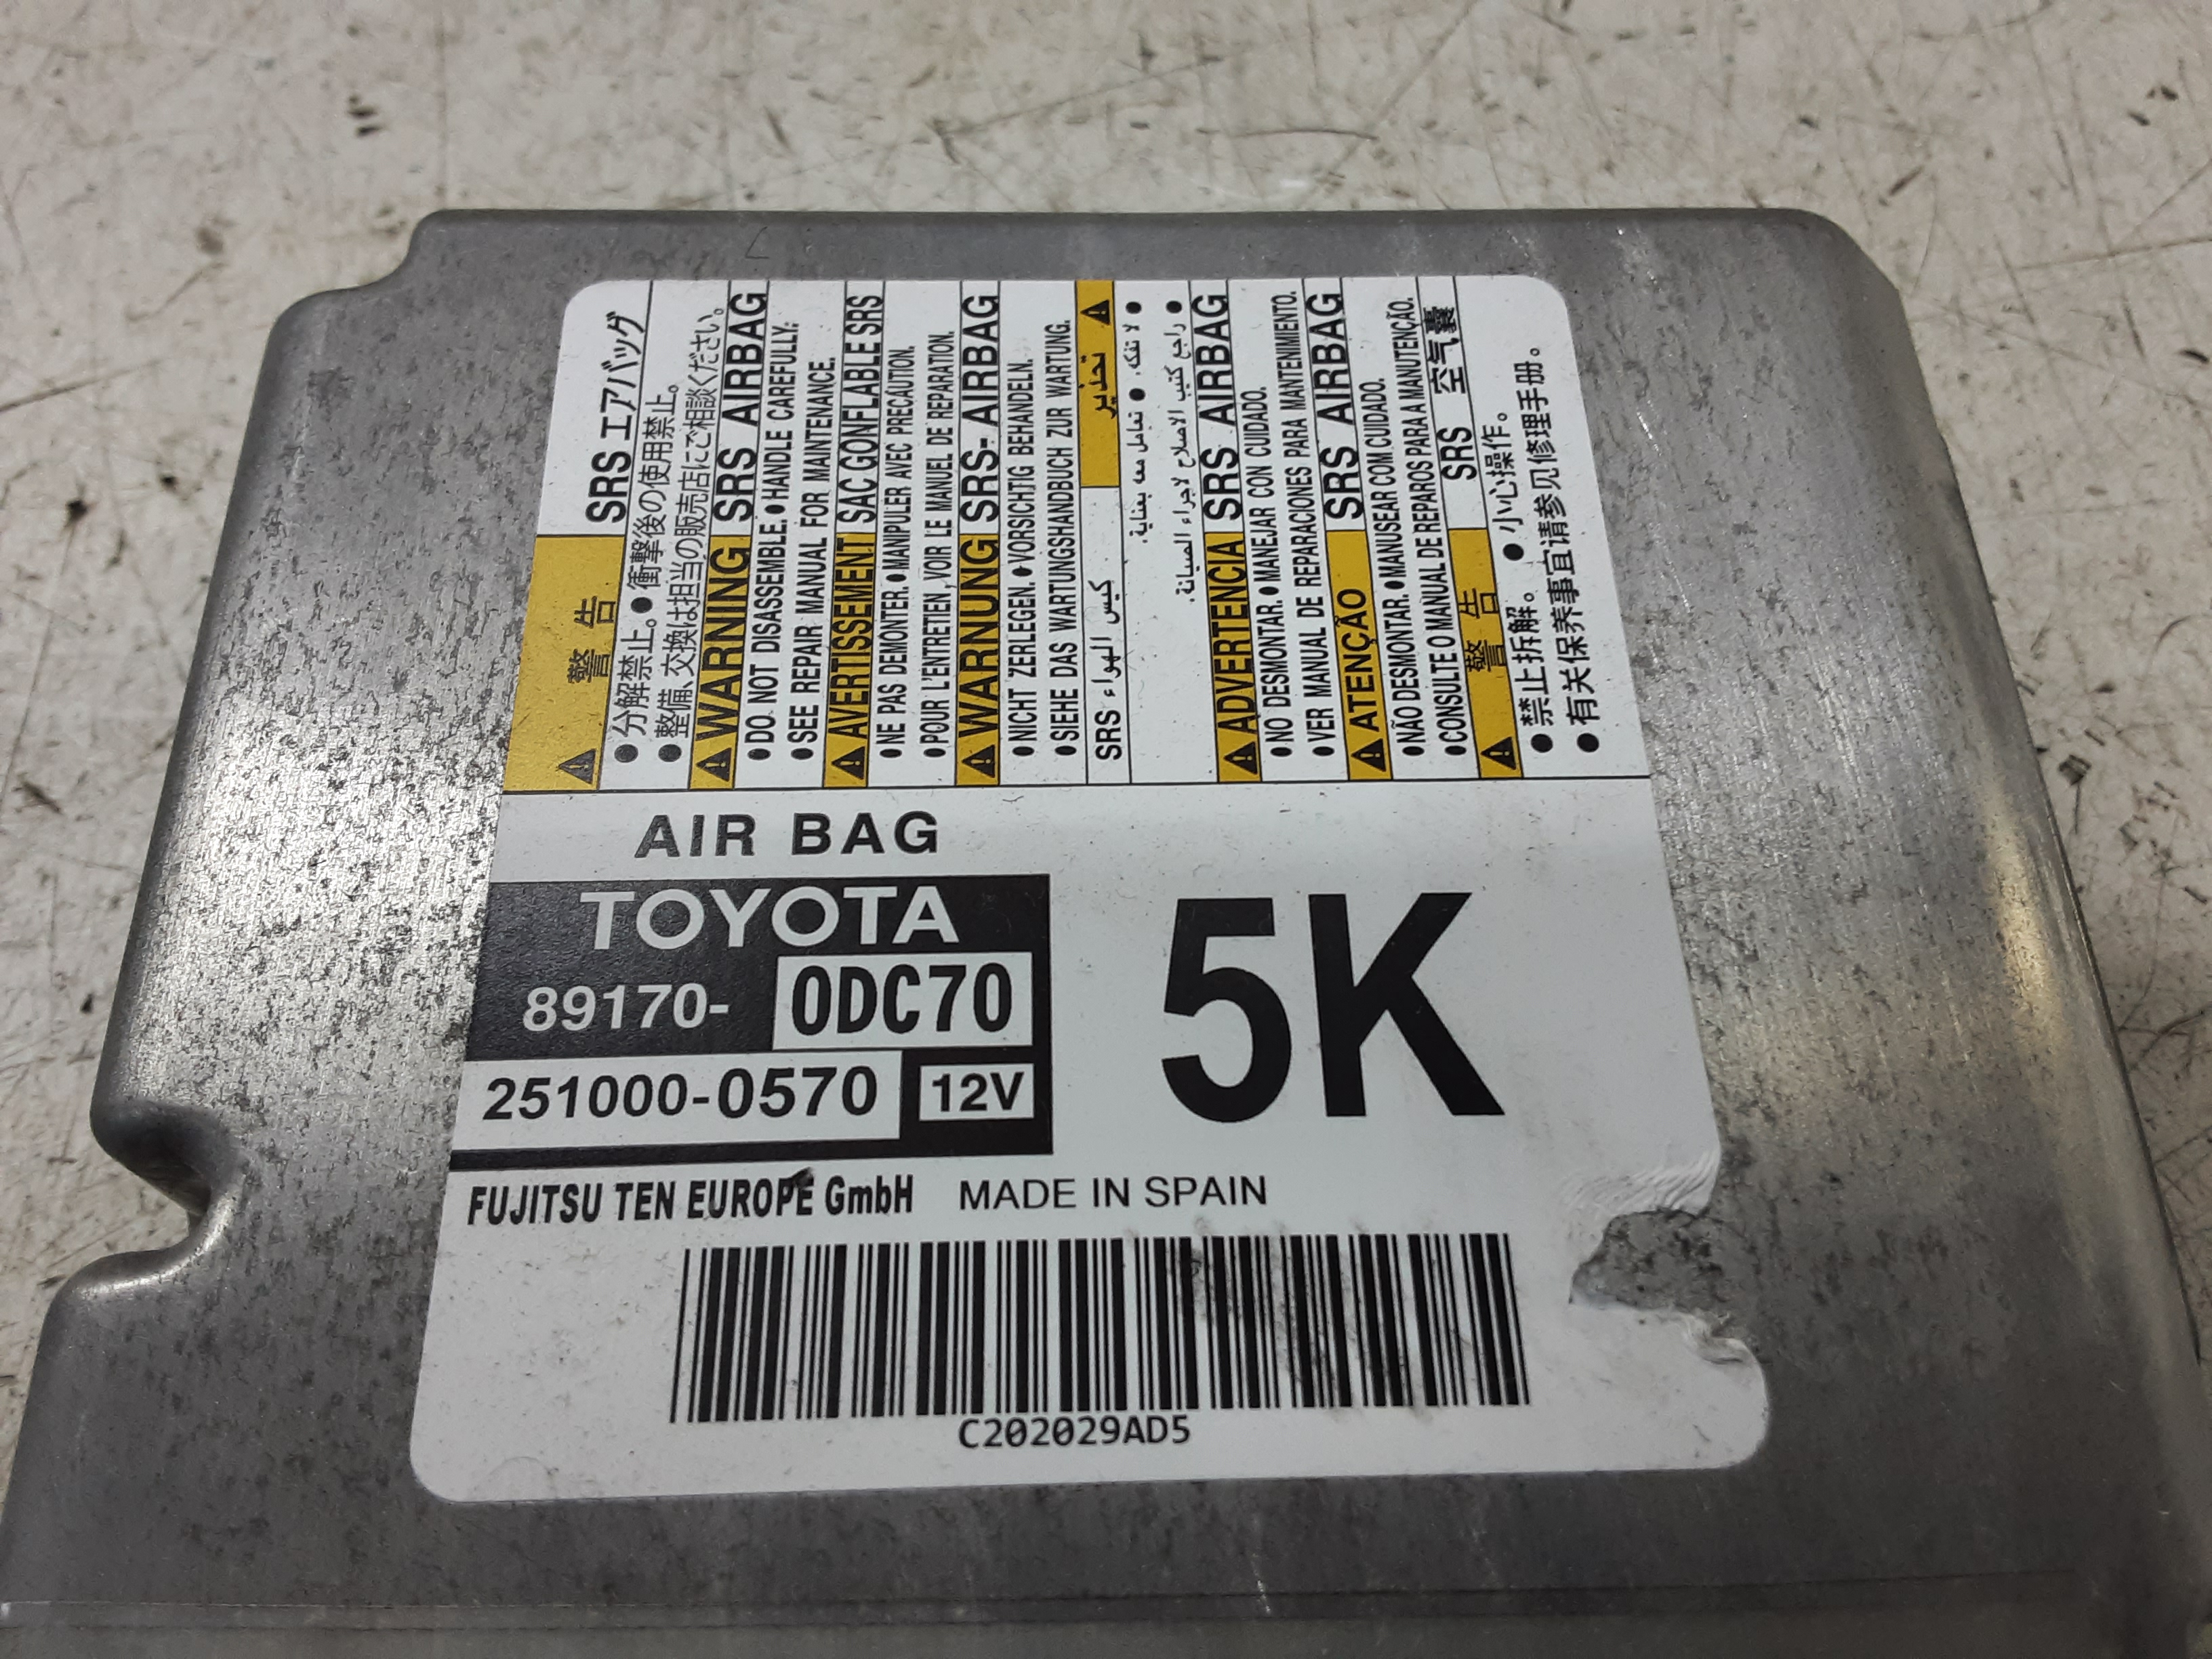 警告 SRS エアバッグ
●分解禁止。●衝撃後の使用禁止。
●整備、交換は担当の販売店にご相談ください。
WARNING SRS AIRBAG
●DO NOT DISASSEMBLE.●HANDLE CAREFULLY.
●SEE REPAIR MANUAL FOR MAINTENANCE.
AVERTISSEMENT SAC GONFLABLE SRS
●NE PAS DEMONTER.●MANIPULER AVEC PRECAUTION.
●POUR L'ENTRETIEN ,VOIR LE MANUEL DE REPARATION.
WARNUNG SRS- AIRBAG
●NICHT ZERLEGEN.●VORSICHTIG BEHANDELN.
●SIEHE DAS WARTUNGSHANDBUCH ZUR WARTUNG.
تحذير كيس الهواء SRS
● لا تفكه. ● تعامل معه بعناية.
● راجع كتيب الاصلاح لاجراء الصيانة.
ADVERTENCIA SRS AIRBAG
●NO DESMONTAR.●MANEJAR CON CUIDADO.
●VER MANUAL DE REPARACIONES PARA MANTENIMIENTO.
ATENÇÃO SRS AIRBAG
●NÃO DESMONTAR.●MANUSEAR COM CUIDADO.
●CONSULTE O MANUAL DE REPAROS PARA A MANUTENÇÃO.
警告 SRS 空气囊
●禁止拆解。 ●小心操作。
●有关保养事宜请参见修理手册。
AIR BAG
TOYOTA
89170- 0DC70
5K
251000-0570 12V
FUJITSU TEN EUROPE GmbH MADE IN SPAIN
C202029AD5